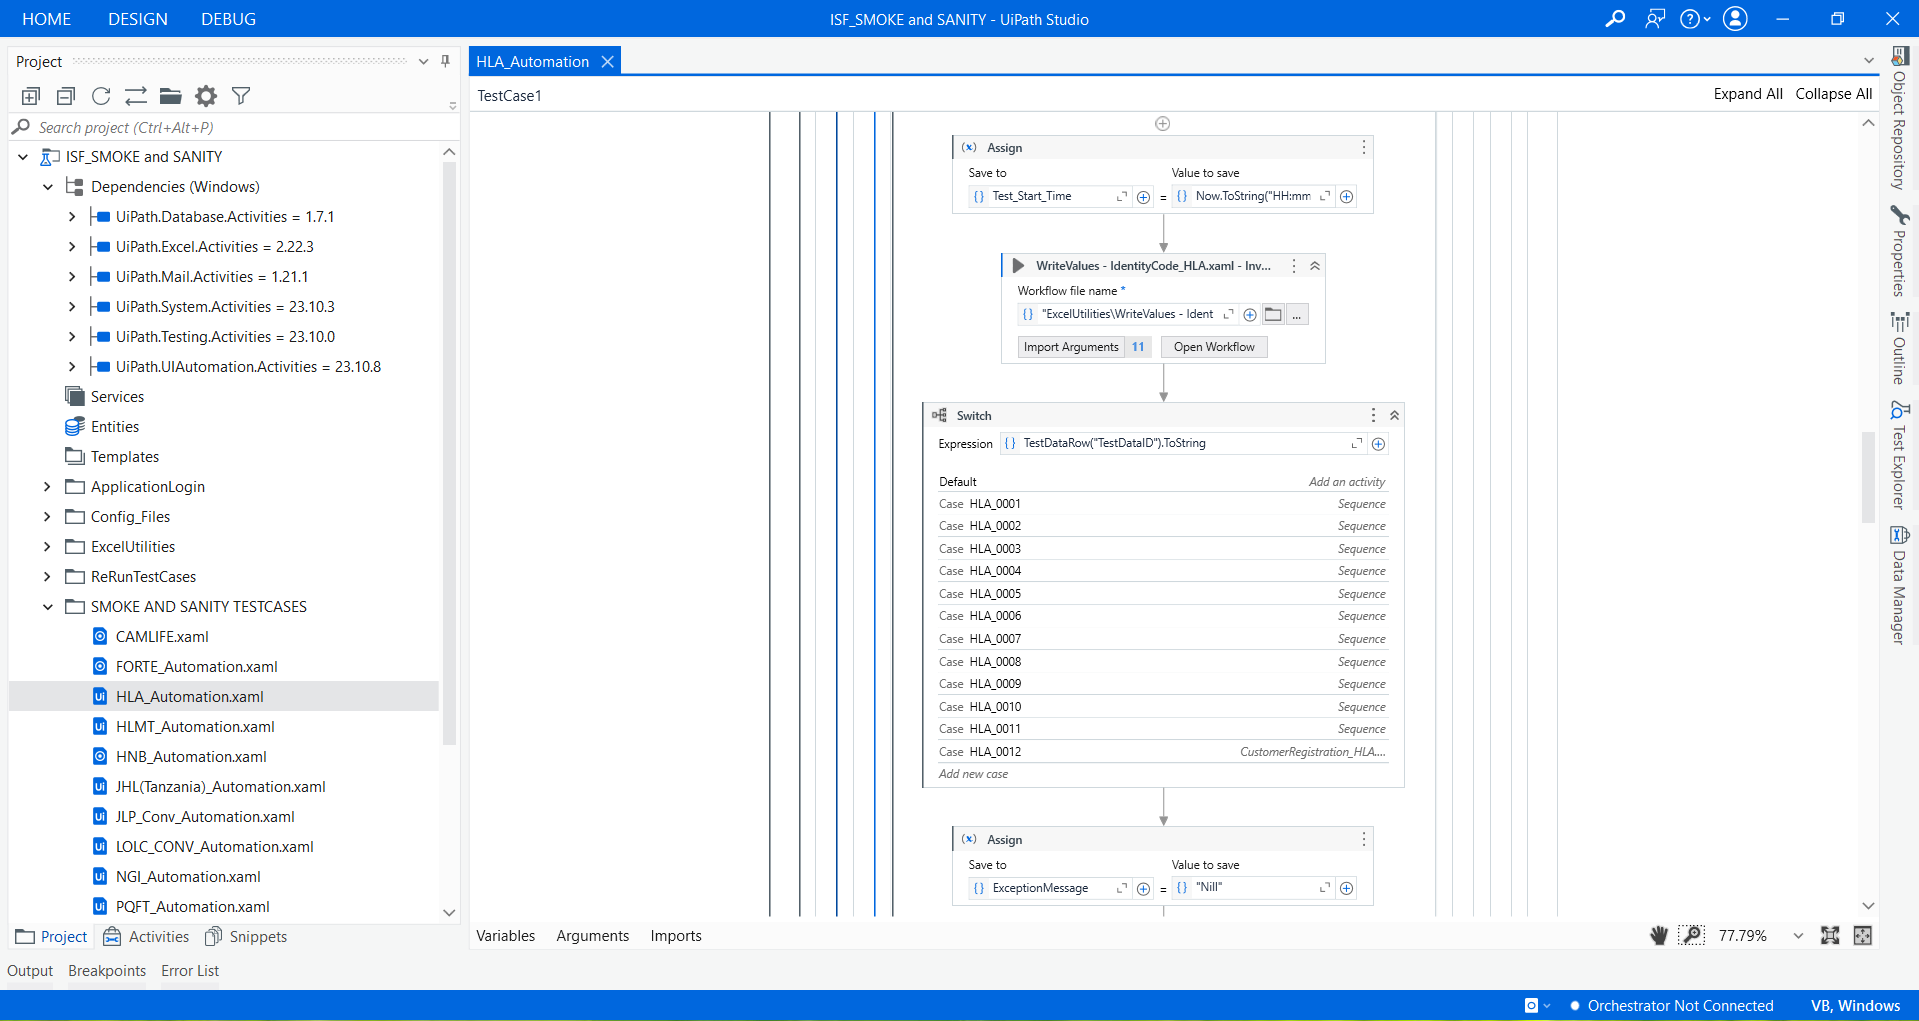 HOME DESIGN DEBUG
ISF_SMOKE and SANITY - UiPath Studio
Project
Search project (Ctrl+Alt+P)
ISF_SMOKE and SANITY
Dependencies (Windows)
UiPath.Database.Activities = 1.7.1
UiPath.Excel.Activities = 2.22.3
UiPath.Mail.Activities = 1.21.1
UiPath.System.Activities = 23.10.3
UiPath.Testing.Activities = 23.10.0
UiPath.UIAutomation.Activities = 23.10.8
Services
Entities
Templates
ApplicationLogin
Config_Files
ExcelUtilities
ReRunTestCases
SMOKE AND SANITY TESTCASES
CAMLIFE.xaml
FORTE_Automation.xaml
HLA_Automation.xaml
HLMT_Automation.xaml
HNB_Automation.xaml
JHL(Tanzania)_Automation.xaml
JLP_Conv_Automation.xaml
LOLC_CONV_Automation.xaml
NGI_Automation.xaml
PQFT_Automation.xaml
Project Activities Snippets
Output Breakpoints Error List
HLA_Automation
TestCase1
Expand All Collapse All
(x) Assign
Save to Value to save
{} Test_Start_Time = {} Now.ToString("HH:mm
WriteValues - IdentityCode_HLA.xaml - Inv...
Workflow file name *
{} "ExcelUtilities\WriteValues - Ident ...
Import Arguments 11 Open Workflow
Switch
Expression {} TestDataRow("TestDataID").ToString
Default Add an activity
Case HLA_0001 Sequence
Case HLA_0002 Sequence
Case HLA_0003 Sequence
Case HLA_0004 Sequence
Case HLA_0005 Sequence
Case HLA_0006 Sequence
Case HLA_0007 Sequence
Case HLA_0008 Sequence
Case HLA_0009 Sequence
Case HLA_0010 Sequence
Case HLA_0011 Sequence
Case HLA_0012 CustomerRegistration_HLA....
Add new case
(x) Assign
Save to Value to save
{} ExceptionMessage = {} "Nill"
Variables Arguments Imports
77.79%
Object Repository
Properties
Outline
Test Explorer
Data Manager
Orchestrator Not Connected VB, Windows